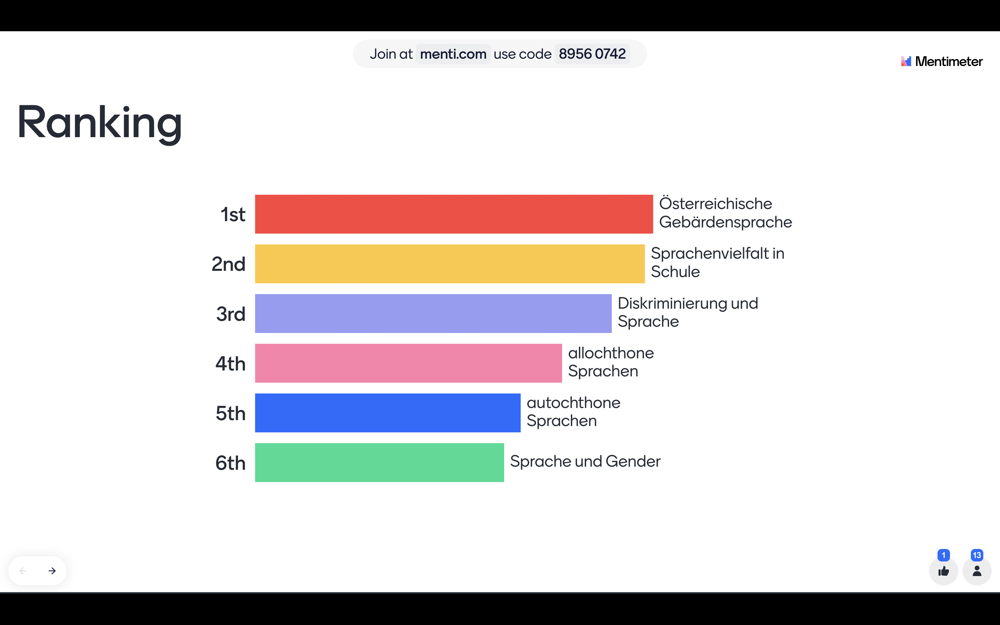 Join at menti.com use code 8956 0742
Mentimeter
Ranking
1st
Österreichische
Gebärdensprache
2nd
Sprachenvielfalt in
Schule
3rd
Diskriminierung und
Sprache
4th
allochthone
Sprachen
5th
autochthone
Sprachen
6th
Sprache und Gender
1
13